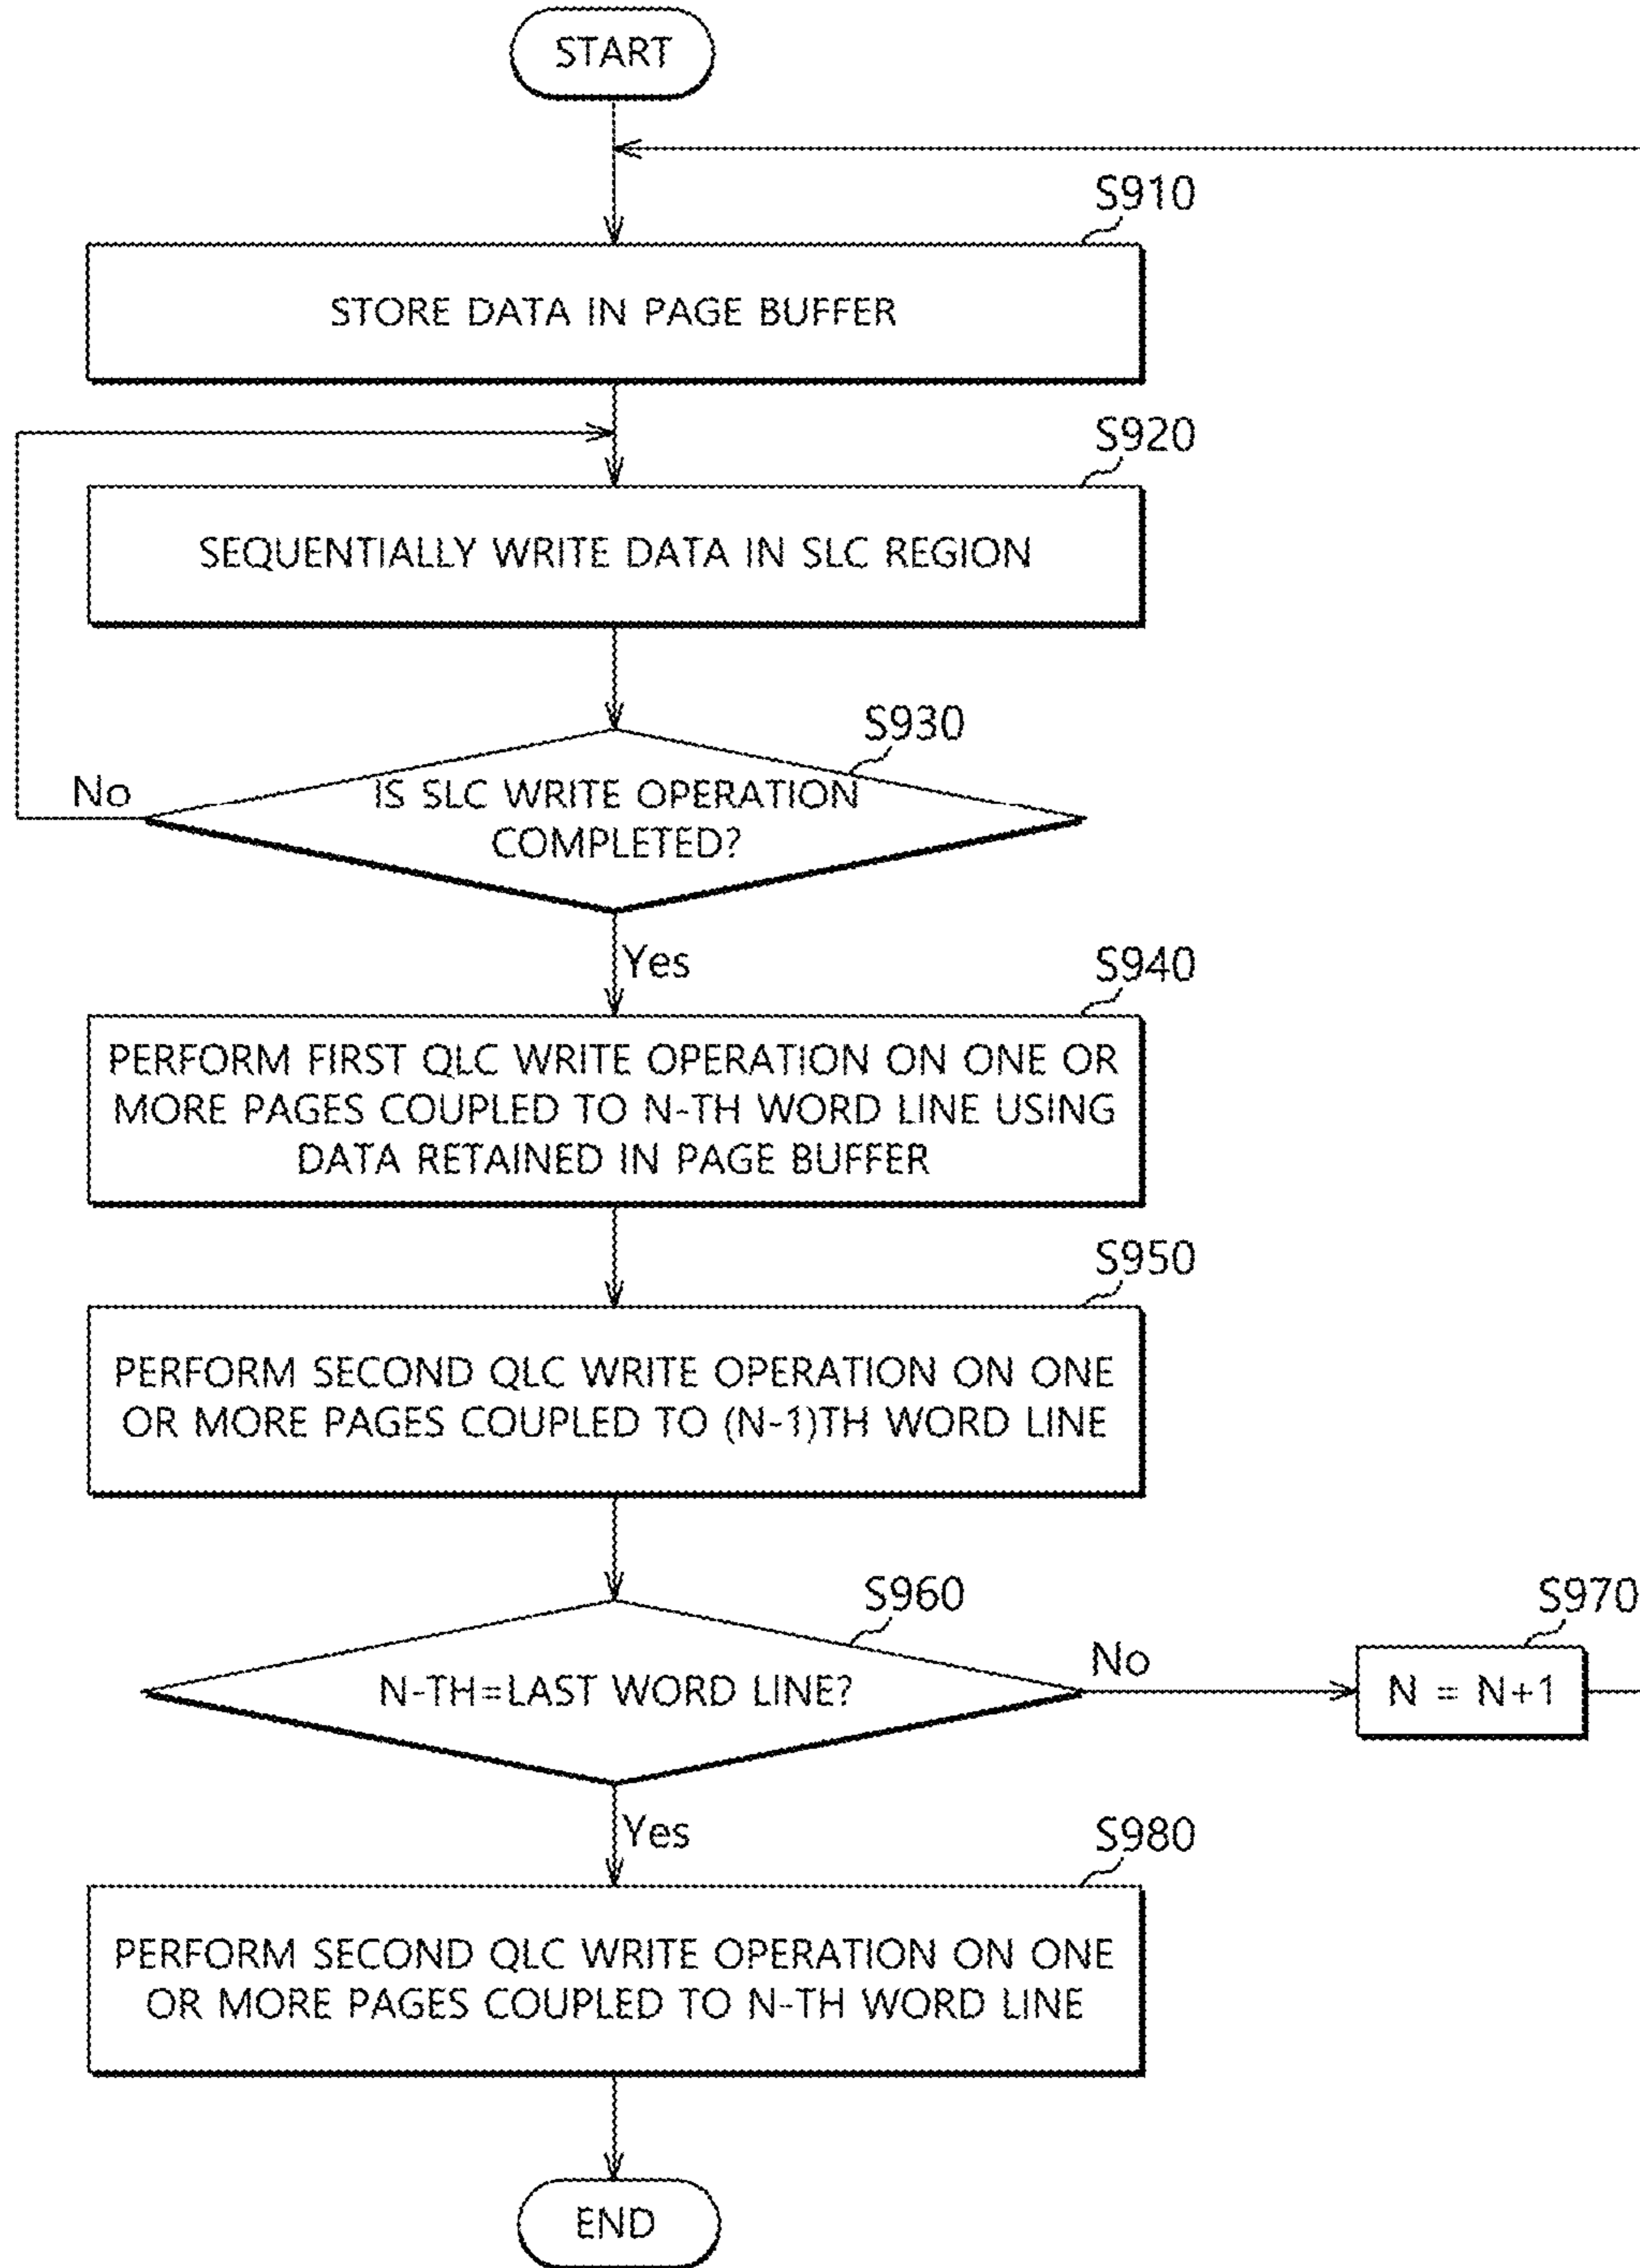 START
S910
STORE DATA IN PAGE BUFFER
S920
SEQUENTIALLY WRITE DATA IN SLC REGION
S930
No
IS SLC WRITE OPERATION
COMPLETED?
Yes
S940
PERFORM FIRST QLC WRITE OPERATION ON ONE OR
MORE PAGES COUPLED TO N-TH WORD LINE USING
DATA RETAINED IN PAGE BUFFER
S950
PERFORM SECOND QLC WRITE OPERATION ON ONE
OR MORE PAGES COUPLED TO (N-1)TH WORD LINE
S960
S970
N-TH=LAST WORD LINE?
No
N = N+1
Yes
S980
PERFORM SECOND QLC WRITE OPERATION ON ONE
OR MORE PAGES COUPLED TO N-TH WORD LINE
END